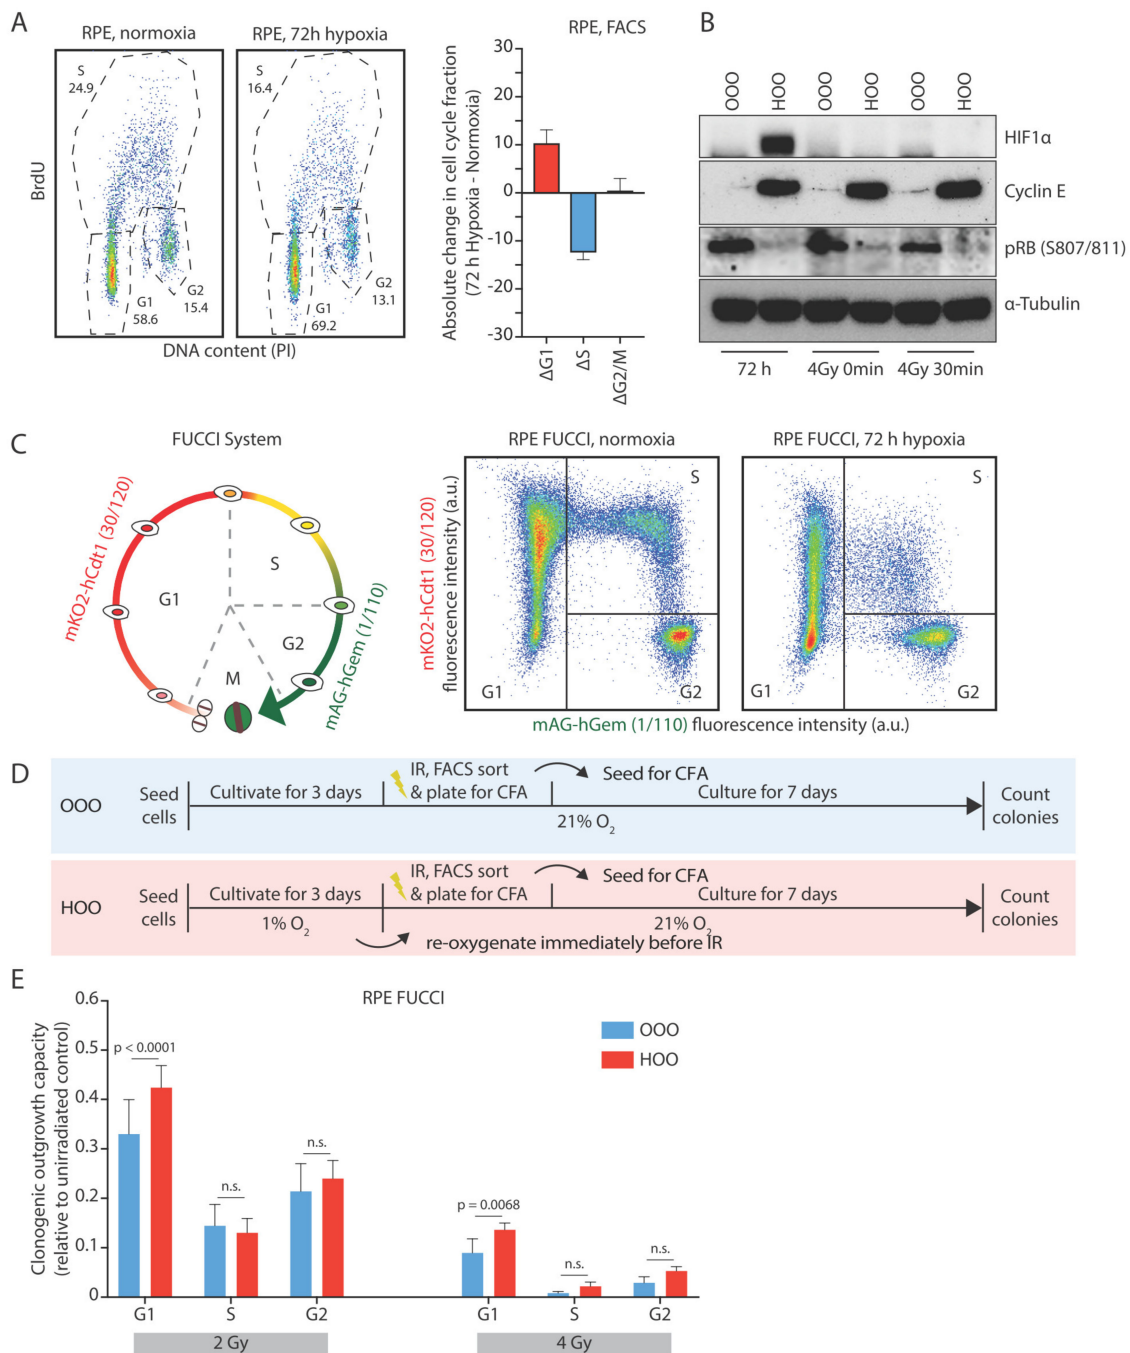 A
RPE, normoxia
RPE, 72h hypoxia
S
24.9
G1
58.6
G2
15.4
S
16.4
G1
69.2
G2
13.1
BrdU
DNA content (PI)
RPE, FACS
Absolute change in cell cycle fraction
(72 h Hypoxia - Normoxia)
30
20
10
0
-10
-20
-30
ΔG1
ΔS
ΔG2/M
B
OOO
HOO
OOO
HOO
OOO
HOO
HIF1α
Cyclin E
pRB (S807/811)
α-Tubulin
72 h
4Gy 0min
4Gy 30min
C
FUCCI System
mKO2-hCdt1 (30/120)
G1
S
G2
M
mAG-hGem (1/110)
RPE FUCCI, normoxia
RPE FUCCI, 72 h hypoxia
mKO2-hCdt1 (30/120)
fluorescence intensity (a.u.)
S
G1
G2
S
G1
G2
mAG-hGem (1/110) fluorescence intensity (a.u.)
D
OOO
Seed
cells
Cultivate for 3 days
IR, FACS sort
& plate for CFA
Seed for CFA
Culture for 7 days
21% O2
Count
colonies
HOO
Seed
cells
Cultivate for 3 days
1% O2
IR, FACS sort
& plate for CFA
Seed for CFA
Culture for 7 days
21% O2
re-oxygenate immediately before IR
Count
colonies
E
RPE FUCCI
Clonogenic outgrowth capacity
(relative to unirradiated control)
0.6
0.5
0.4
0.3
0.2
0.1
0
p < 0.0001
n.s.
n.s.
p = 0.0068
n.s.
n.s.
OOO
HOO
G1
S
G2
G1
S
G2
2 Gy
4 Gy